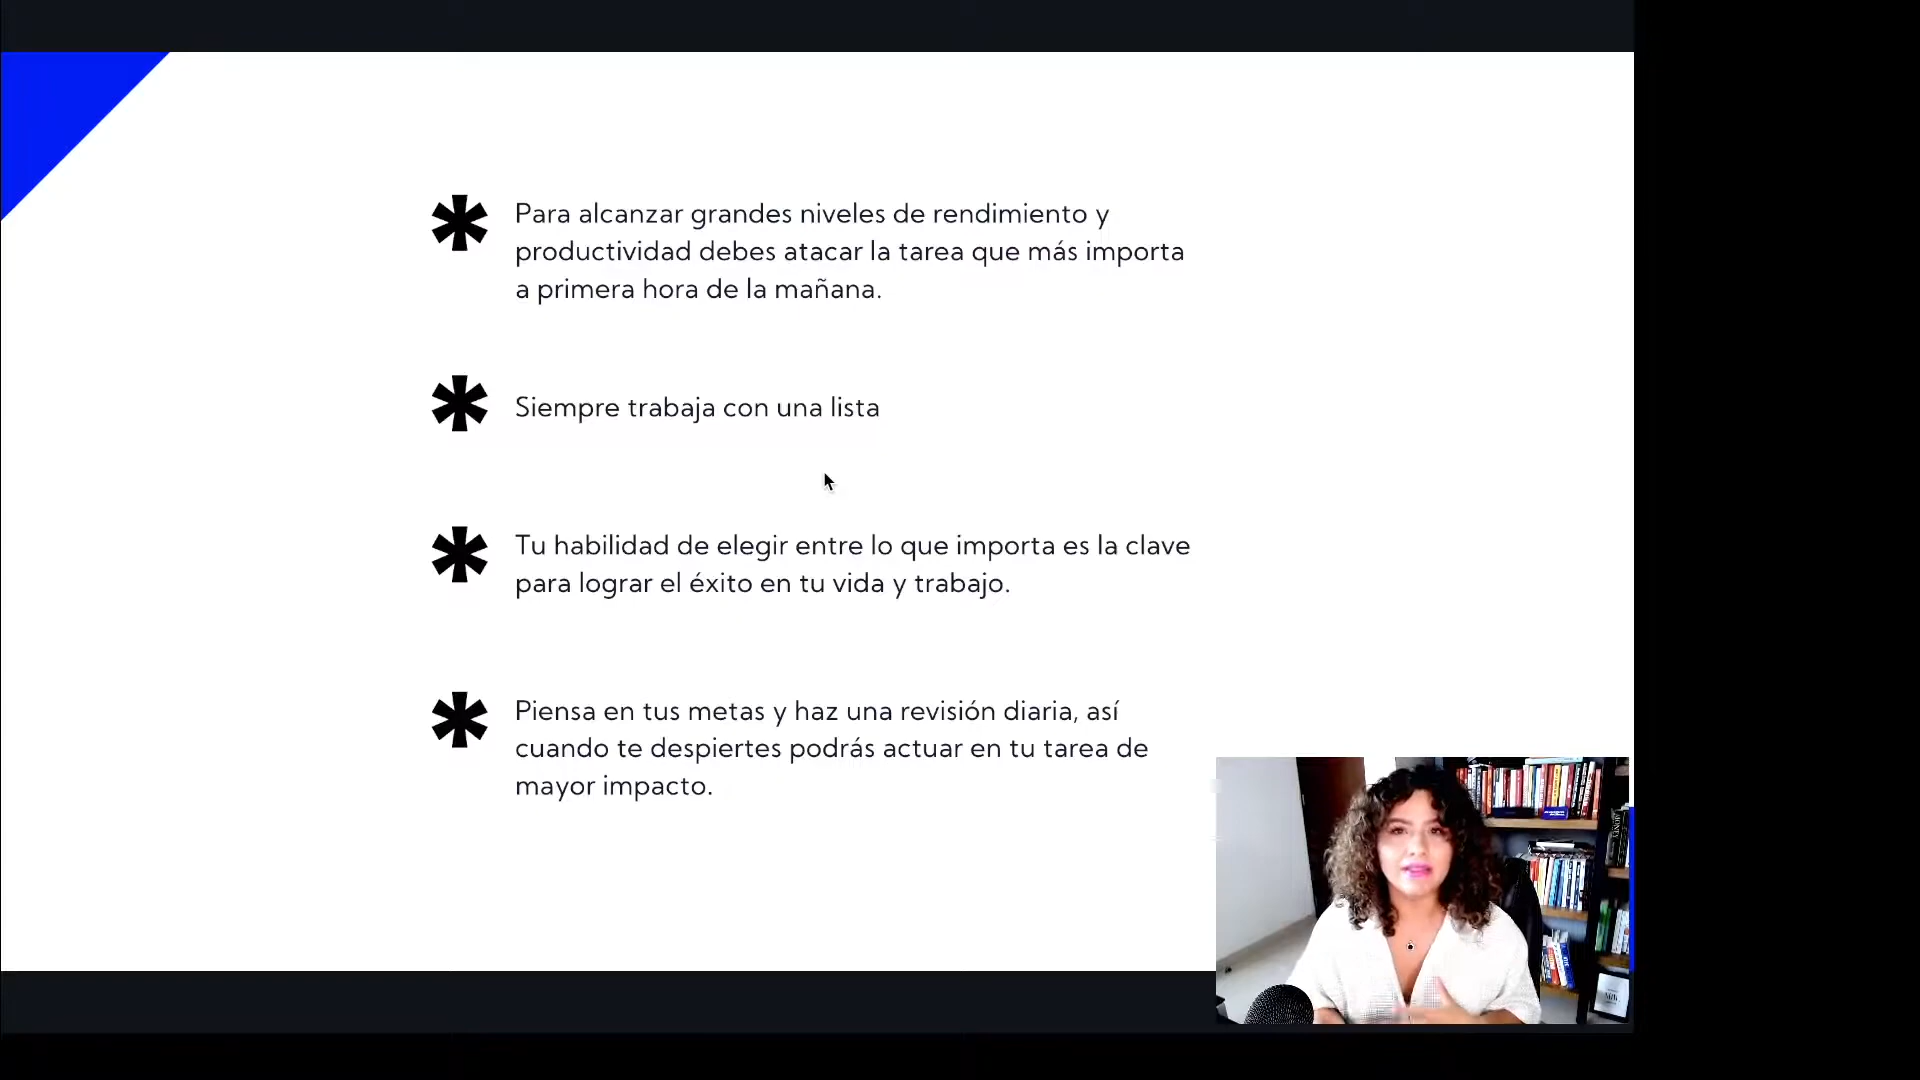 Para alcanzar grandes niveles de rendimiento y
productividad debes atacar la tarea que más importa
a primera hora de la mañana.
Siempre trabaja con una lista
Tu habilidad de elegir entre lo que importa es la clave
para lograr el éxito en tu vida y trabajo.
Piensa en tus metas y haz una revisión diaria, así
cuando te despiertes podrás actuar en tu tarea de
mayor impacto.